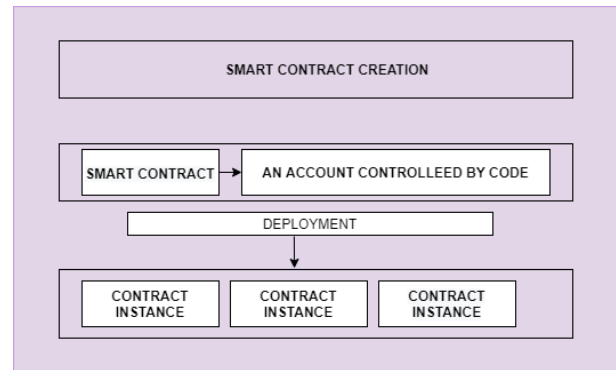 SMART CONTRACT CREATION
SMART CONTRACT
AN ACCOUNT CONTROLLEED BY CODE
DEPLOYMENT
CONTRACT
INSTANCE
CONTRACT
INSTANCE
CONTRACT
INSTANCE